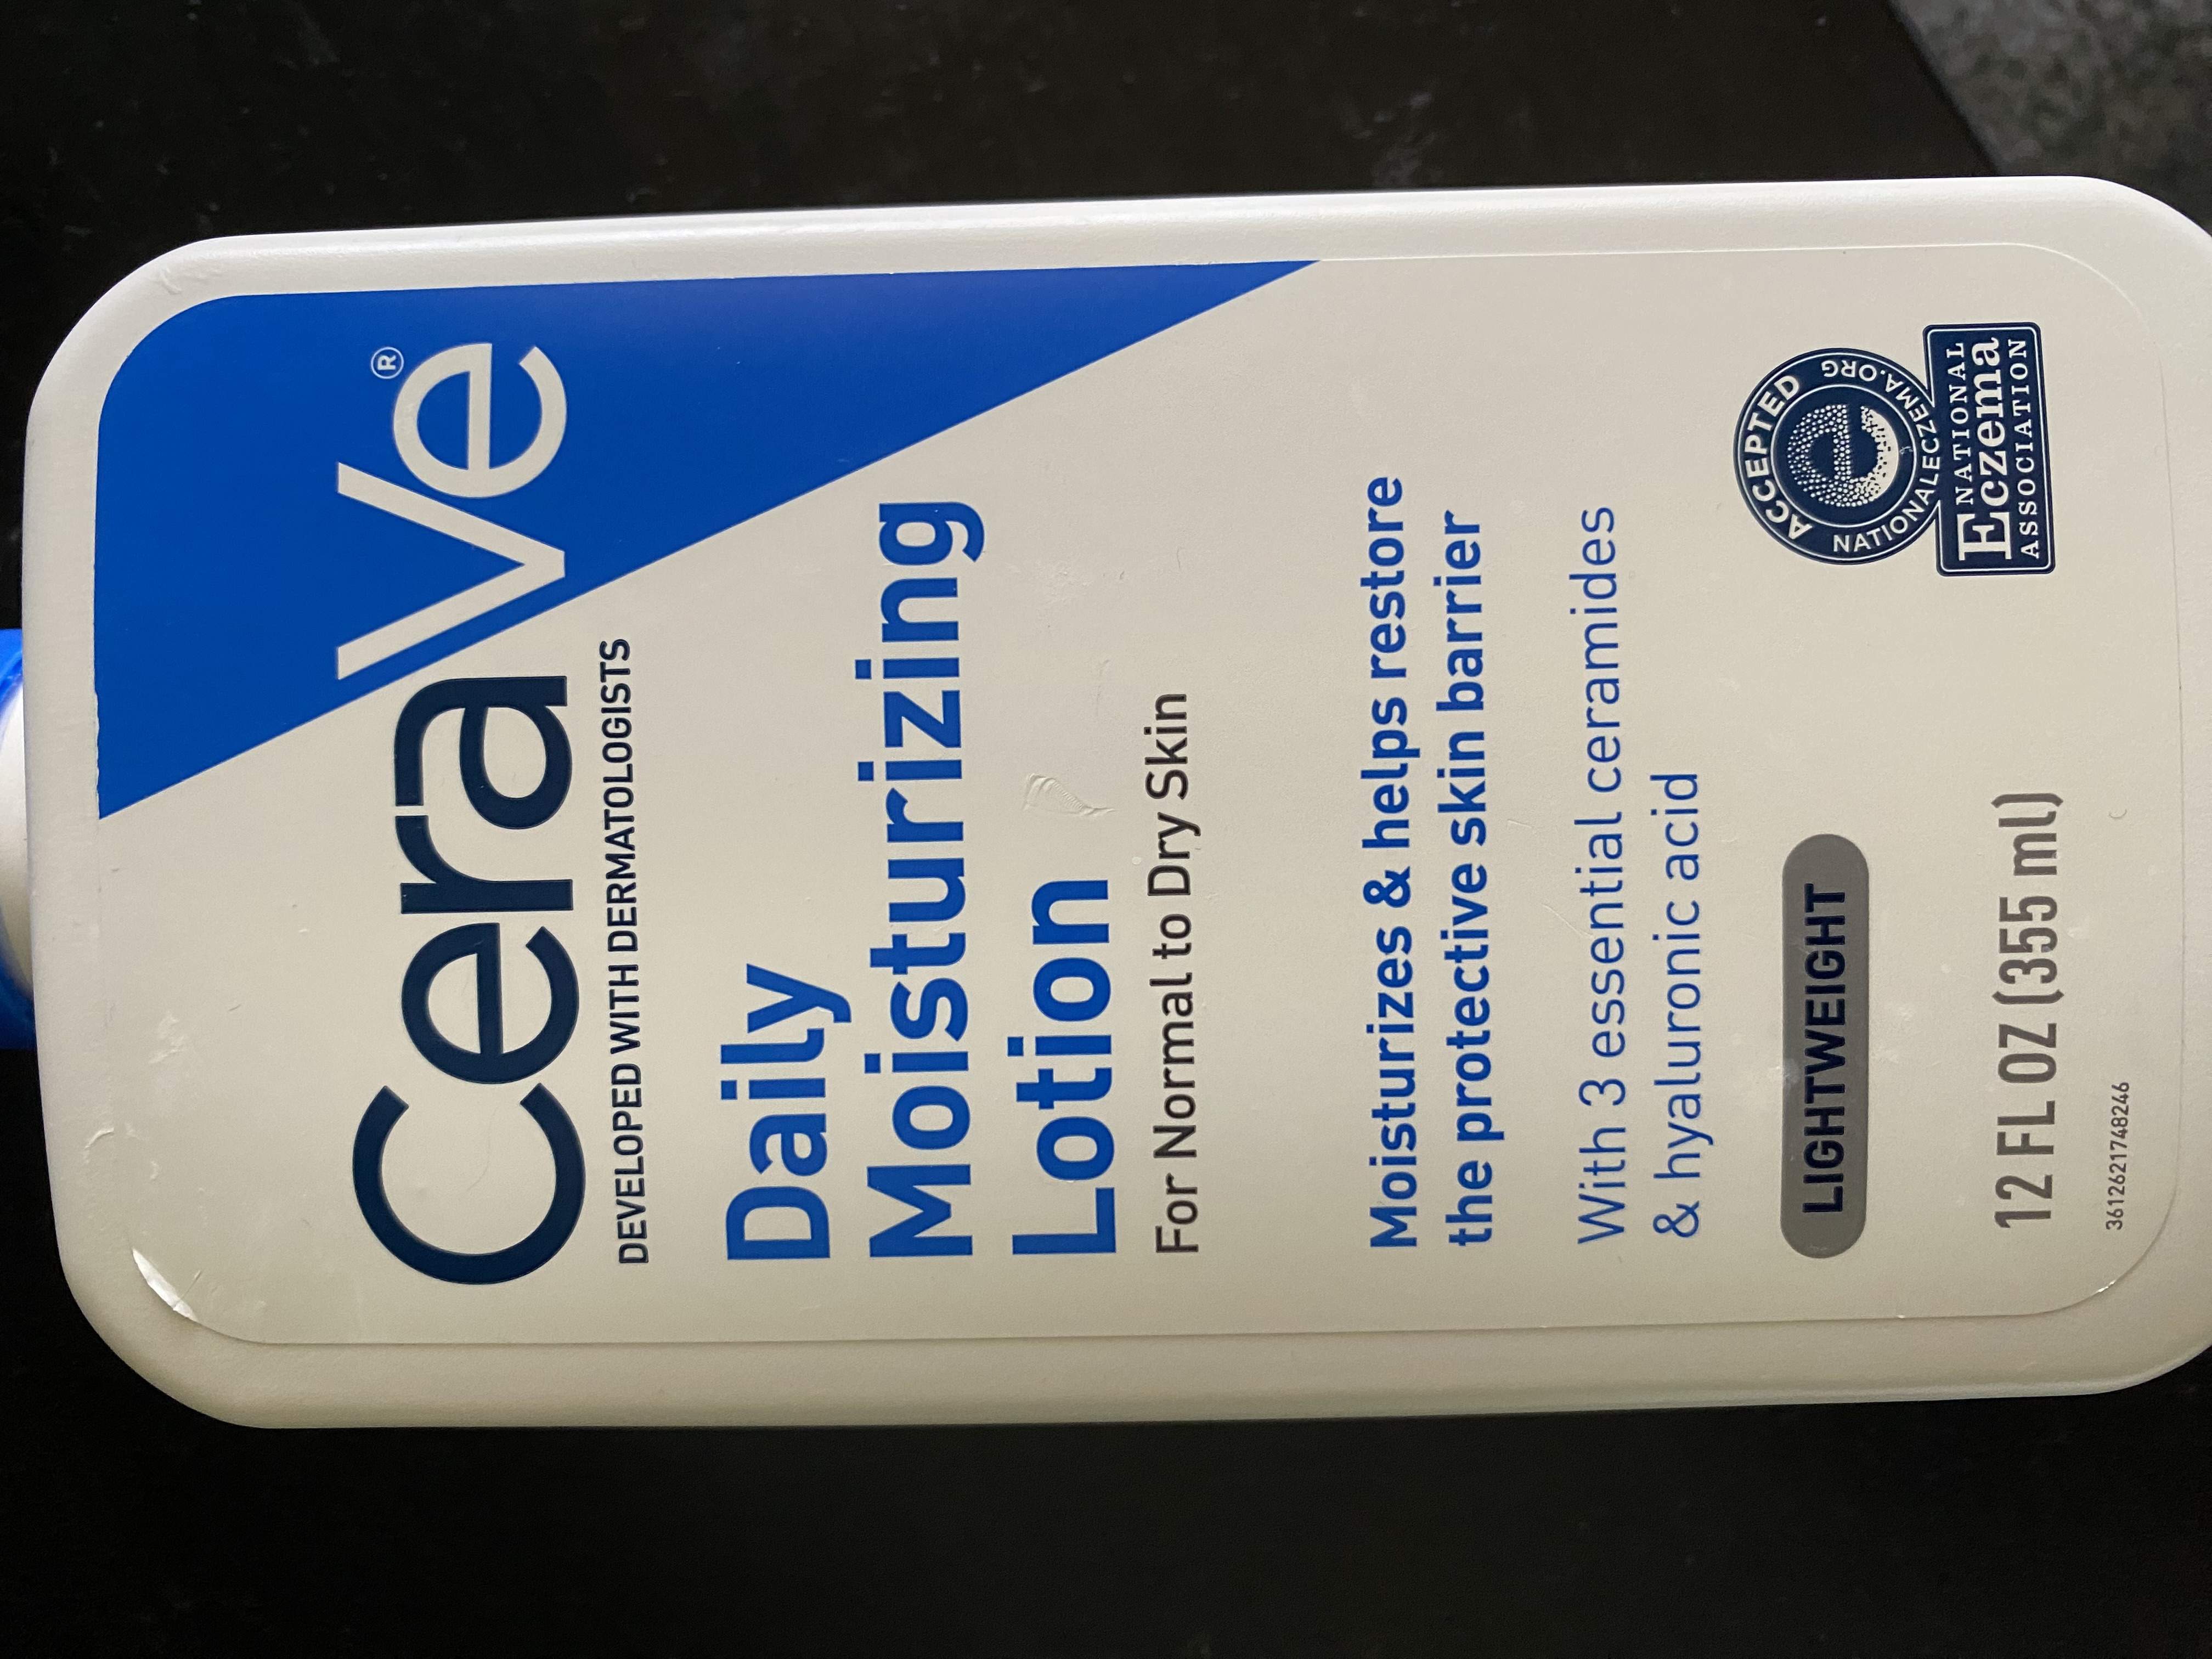 CeraVe®
DEVELOPED WITH DERMATOLOGISTS
Daily
Moisturizing
Lotion
For Normal to Dry Skin
Moisturizes & helps restore
the protective skin barrier
With 3 essential ceramides
& hyaluronic acid
LIGHTWEIGHT
ACCEPTED
e
NATIONALECZEMA.ORG
NATIONAL
Eczema
ASSOCIATION
12 FL OZ (355 ml)
3612621748246